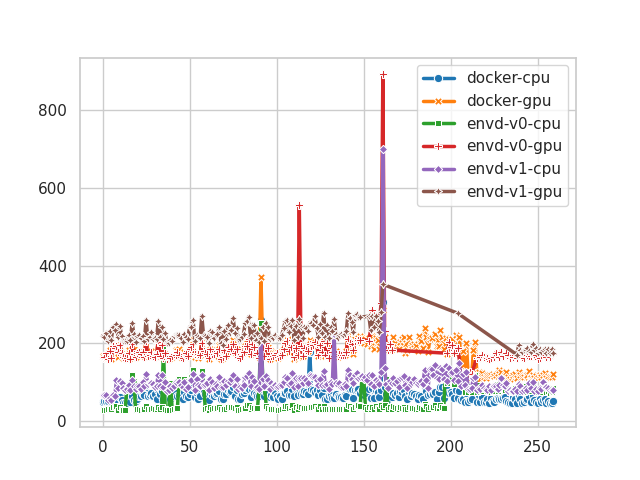 docker-cpu
docker-gpu
envd-v0-cpu
envd-v0-gpu
envd-v1-cpu
envd-v1-gpu
800
600
400
200
0
0 50 100 150 200 250